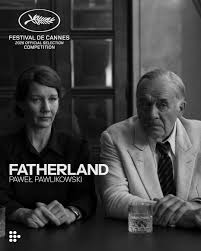 FESTIVAL DE CANNES
2026 OFFICIAL SELECTION
COMPETITION
FATHERLAND
PAWEŁ PAWLIKOWSKI